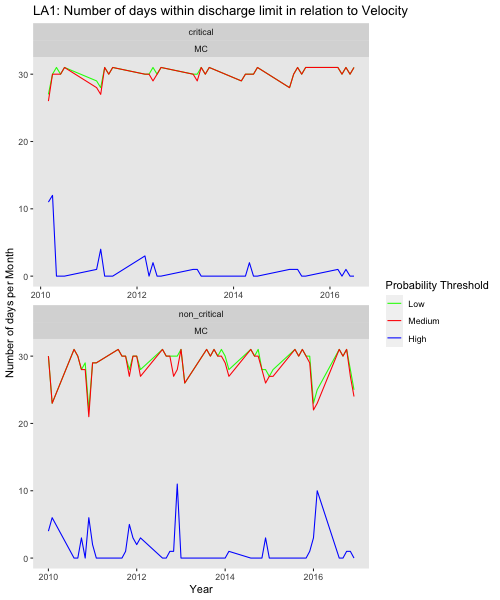 LA1: Number of days within discharge limit in relation to Velocity
critical
MC
30
20
10
0
2010 2012 2014 2016
Number of days per Month
non_critical
MC
30
20
10
0
2010 2012 2014 2016
Year
Probability Threshold
Low
Medium
High